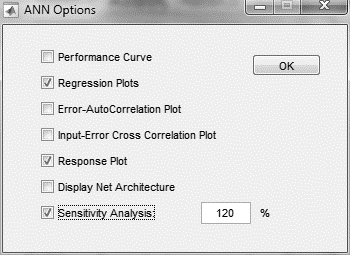 ANN Options
Performance Curve
OK
Regression Plots
Error-AutoCorrelation Plot
Input-Error Cross Correlation Plot
Response Plot
Display Net Architecture
Sensitivity Analysis: 120 %